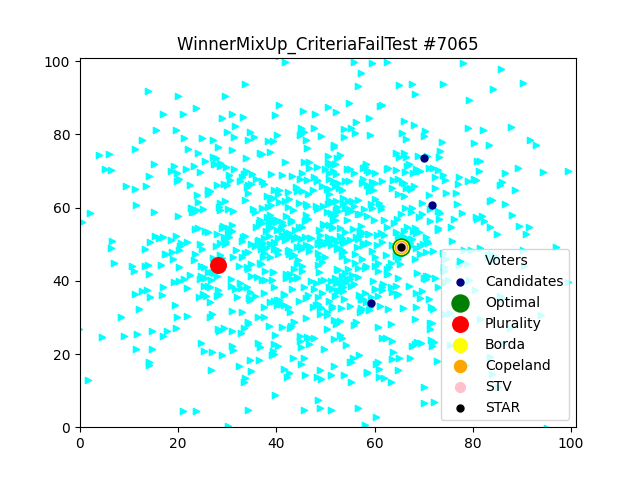 WinnerMixUp_CriteriaFailTest #7065
100
80
60
40
20
0
0
20
40
60
80
100
Voters
Candidates
Optimal
Plurality
Borda
Copeland
STV
STAR